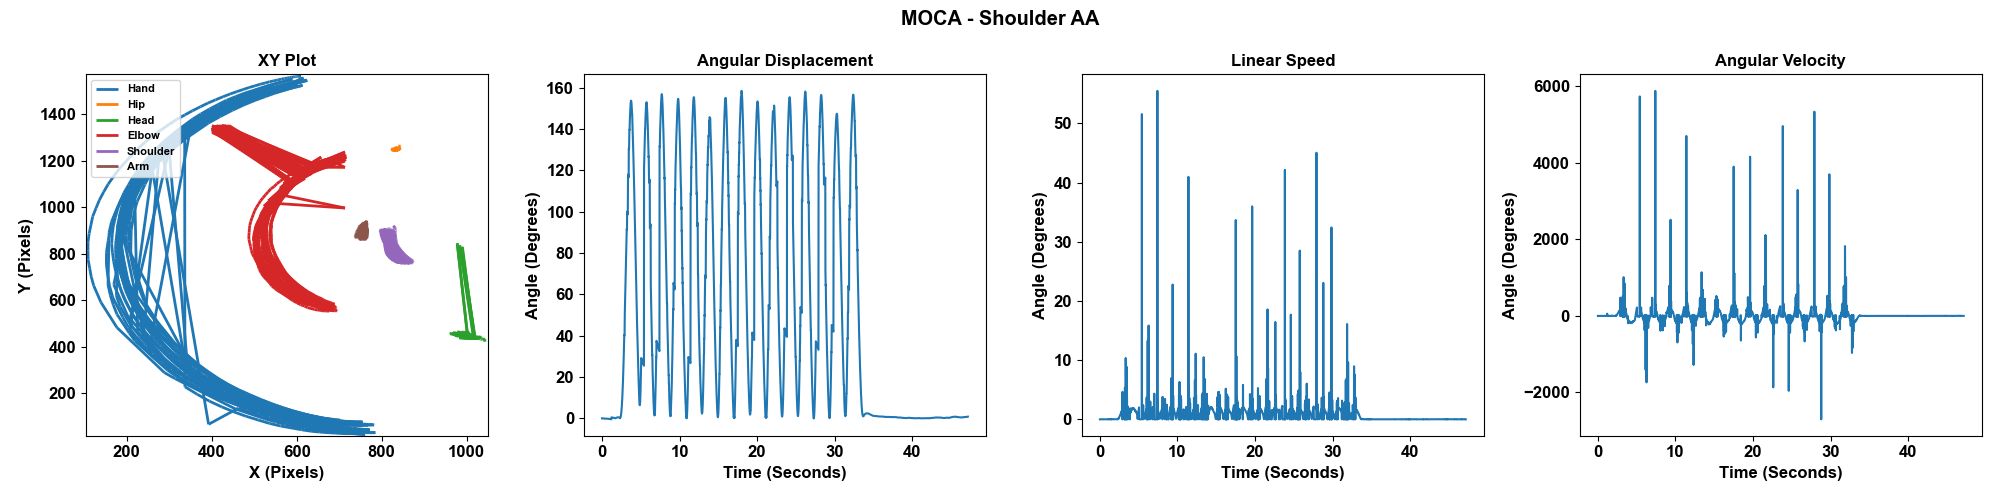 MOCA - Shoulder AA
XY Plot
Hand
Hip
Head
Elbow
Shoulder
Arm
1400
1200
1000
800
600
400
200
Y (Pixels)
200 400 600 800 1000
X (Pixels)
Angular Displacement
160
140
120
100
80
60
40
20
0
Angle (Degrees)
0 10 20 30 40
Time (Seconds)
Linear Speed
50
40
30
20
10
0
Angle (Degrees)
0 10 20 30 40
Time (Seconds)
Angular Velocity
6000
4000
2000
0
−2000
Angle (Degrees)
0 10 20 30 40
Time (Seconds)